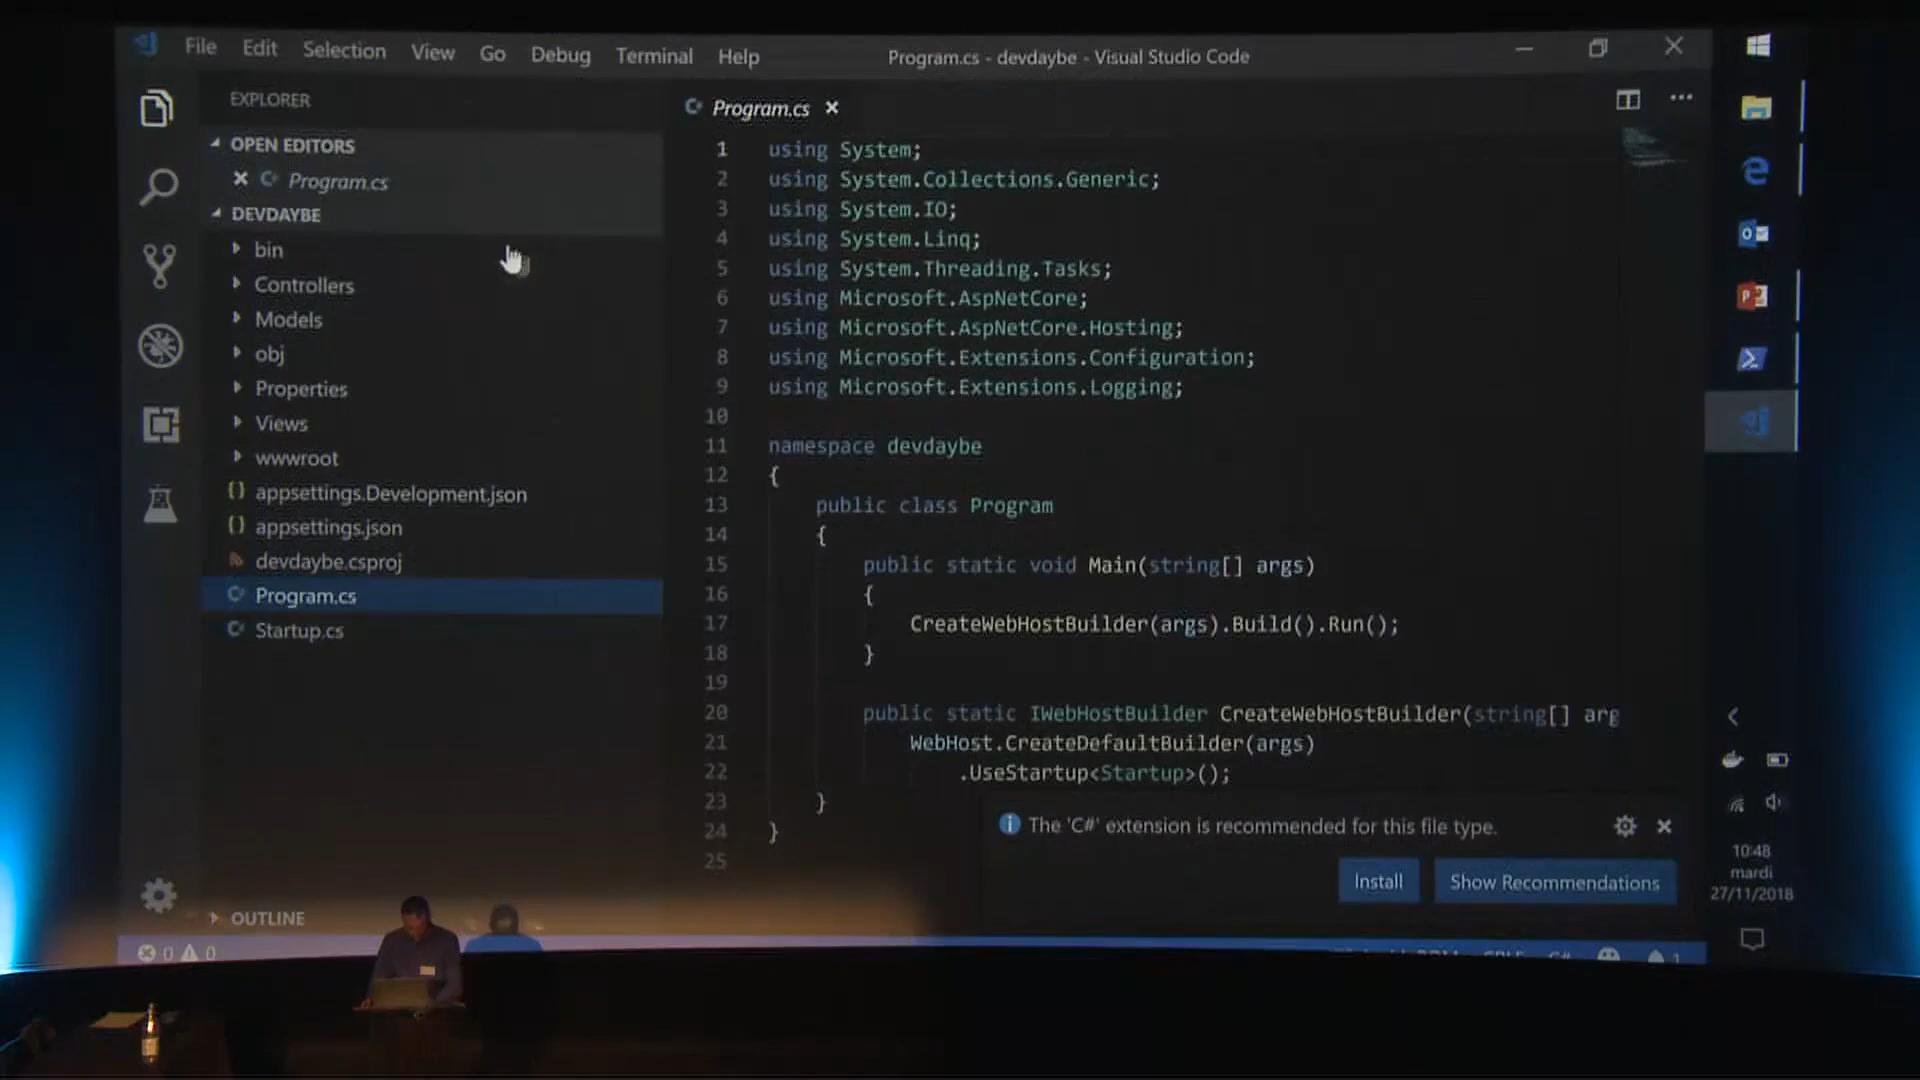 File Edit Selection View Go Debug Terminal Help
Program.cs - devdaybe - Visual Studio Code
EXPLORER
OPEN EDITORS
Program.cs
DEVDAYBE
bin
Controllers
Models
obj
Properties
Views
wwwroot
appsettings.Development.json
appsettings.json
devdaybe.csproj
Program.cs
Startup.cs
OUTLINE
0 0
Program.cs
1 using System;
2 using System.Collections.Generic;
3 using System.IO;
4 using System.Linq;
5 using System.Threading.Tasks;
6 using Microsoft.AspNetCore;
7 using Microsoft.AspNetCore.Hosting;
8 using Microsoft.Extensions.Configuration;
9 using Microsoft.Extensions.Logging;
10
11 namespace devdaybe
12 {
13 public class Program
14 {
15 public static void Main(string[] args)
16 {
17 CreateWebHostBuilder(args).Build().Run();
18 }
19
20 public static IWebHostBuilder CreateWebHostBuilder(string[] arg
21 WebHost.CreateDefaultBuilder(args)
22 .UseStartup<Startup>();
23 }
24 }
25
The 'C#' extension is recommended for this file type.
Install
Show Recommendations
10:48
mardi
27/11/2018